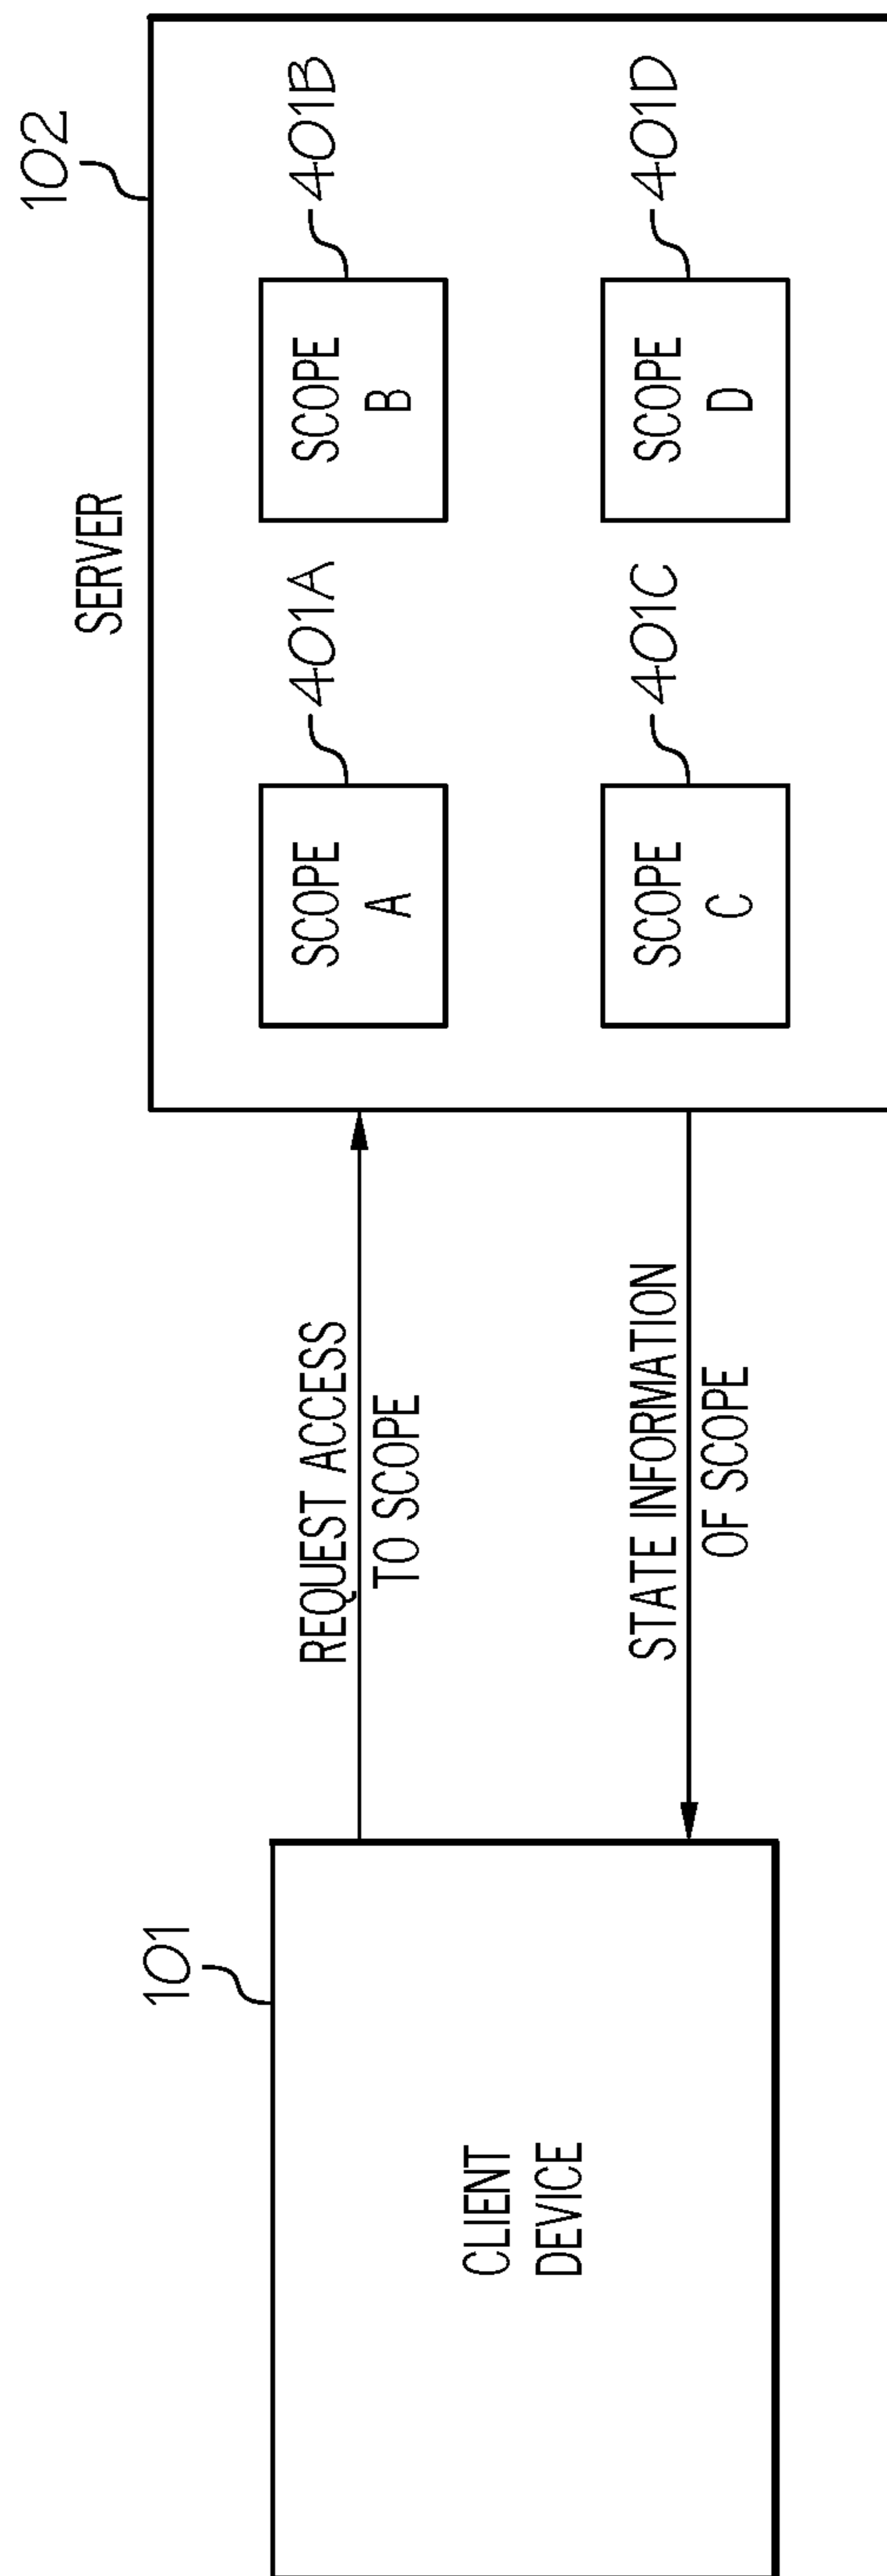 102
SERVER
401A
401B
SCOPE
A
SCOPE
B
401C
401D
SCOPE
C
SCOPE
D
REQUEST ACCESS
TO SCOPE
STATE INFORMATION
OF SCOPE
101
CLIENT
DEVICE